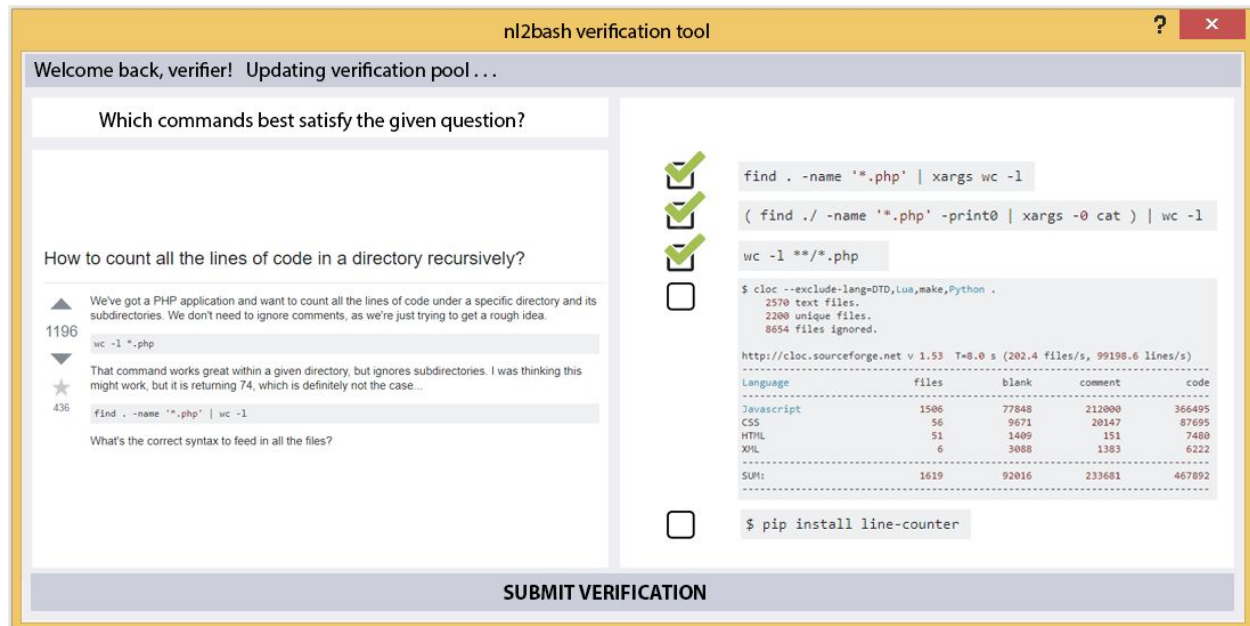 nl2bash verification tool
?
×
Welcome back, verifier! Updating verification pool . . .
Which commands best satisfy the given question?
How to count all the lines of code in a directory recursively?
1196
436
We've got a PHP application and want to count all the lines of code under a specific directory and its
subdirectories. We don't need to ignore comments, as we're just trying to get a rough idea.
wc -l *.php
That command works great within a given directory, but ignores subdirectories. I was thinking this
might work, but it is returning 74, which is definitely not the case...
find . -name '*.php' | wc -l
What's the correct syntax to feed in all the files?
find . -name '*.php' | xargs wc -l
( find ./ -name '*.php' -print0 | xargs -0 cat ) | wc -l
wc -l **/*.php
$ cloc --exclude-lang=DTD,Lua,make,Python .
2570 text files.
2200 unique files.
8654 files ignored.
http://cloc.sourceforge.net v 1.53 T=8.0 s (202.4 files/s, 99198.6 lines/s)
-------------------------------------------------------------------------------
Language files blank comment code
-------------------------------------------------------------------------------
Javascript 1506 77848 212000 366495
CSS 56 9671 20147 87695
HTML 51 1409 151 7480
XML 6 3088 1383 6222
-------------------------------------------------------------------------------
SUM: 1619 92016 233681 467892
-------------------------------------------------------------------------------
$ pip install line-counter
SUBMIT VERIFICATION